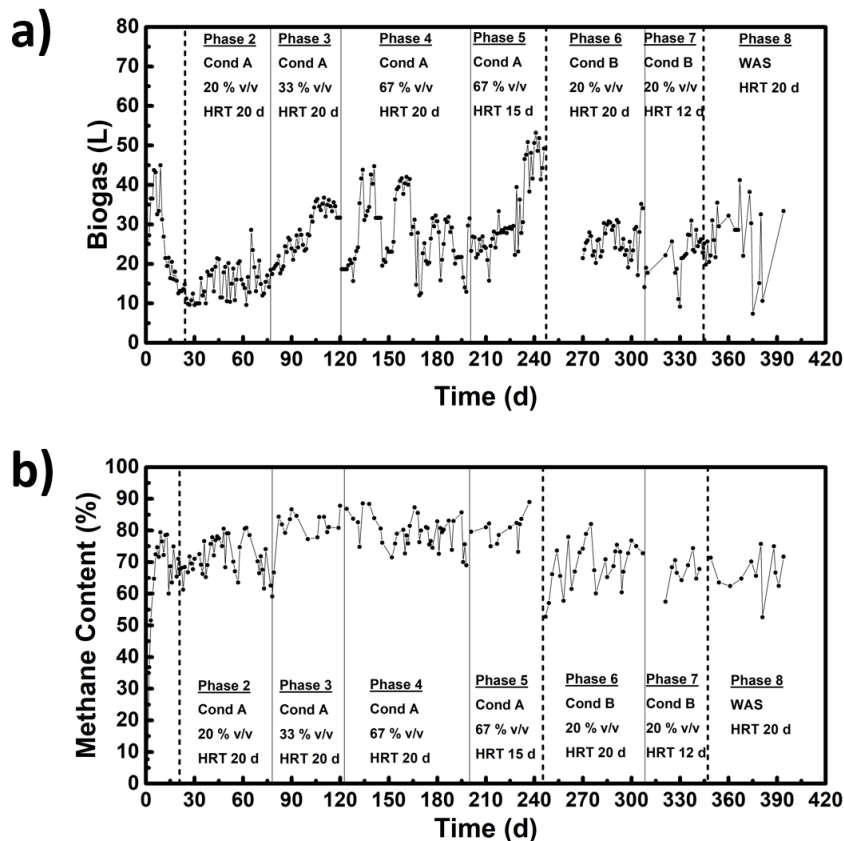 a)
Biogas (L)
80
70
60
50
40
30
20
10
0
Phase 2
Cond A
20 % v/v
HRT 20 d
Phase 3
Cond A
33 % v/v
HRT 20 d
Phase 4
Cond A
67 % v/v
HRT 20 d
Phase 5
Cond A
67 % v/v
HRT 15 d
Phase 6
Cond B
20 % v/v
HRT 20 d
Phase 7
Cond B
20 % v/v
HRT 12 d
Phase 8
WAS
HRT 20 d
0 30 60 90 120 150 180 210 240 270 300 330 360 390 420
Time (d)
b)
Methane Content (%)
100
90
80
70
60
50
40
30
20
10
0
Phase 2
Cond A
20 % v/v
HRT 20 d
Phase 3
Cond A
33 % v/v
HRT 20 d
Phase 4
Cond A
67 % v/v
HRT 20 d
Phase 5
Cond A
67 % v/v
HRT 15 d
Phase 6
Cond B
20 % v/v
HRT 20 d
Phase 7
Cond B
20 % v/v
HRT 12 d
Phase 8
WAS
HRT 20 d
0 30 60 90 120 150 180 210 240 270 300 330 360 390 420
Time (d)